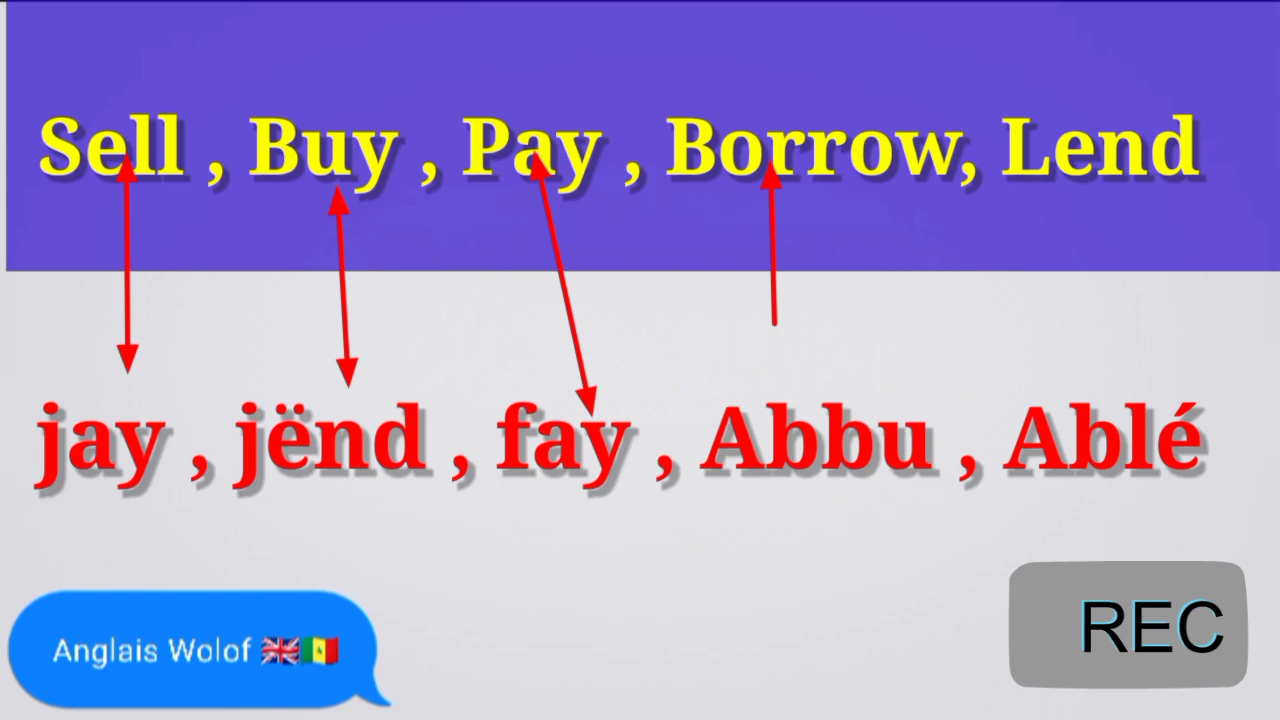 Sell , Buy , Pay , Borrow, Lend
jay , jënd , fay , Abbu , Ablé
Anglais Wolof 🇬🇧🇸🇳
REC